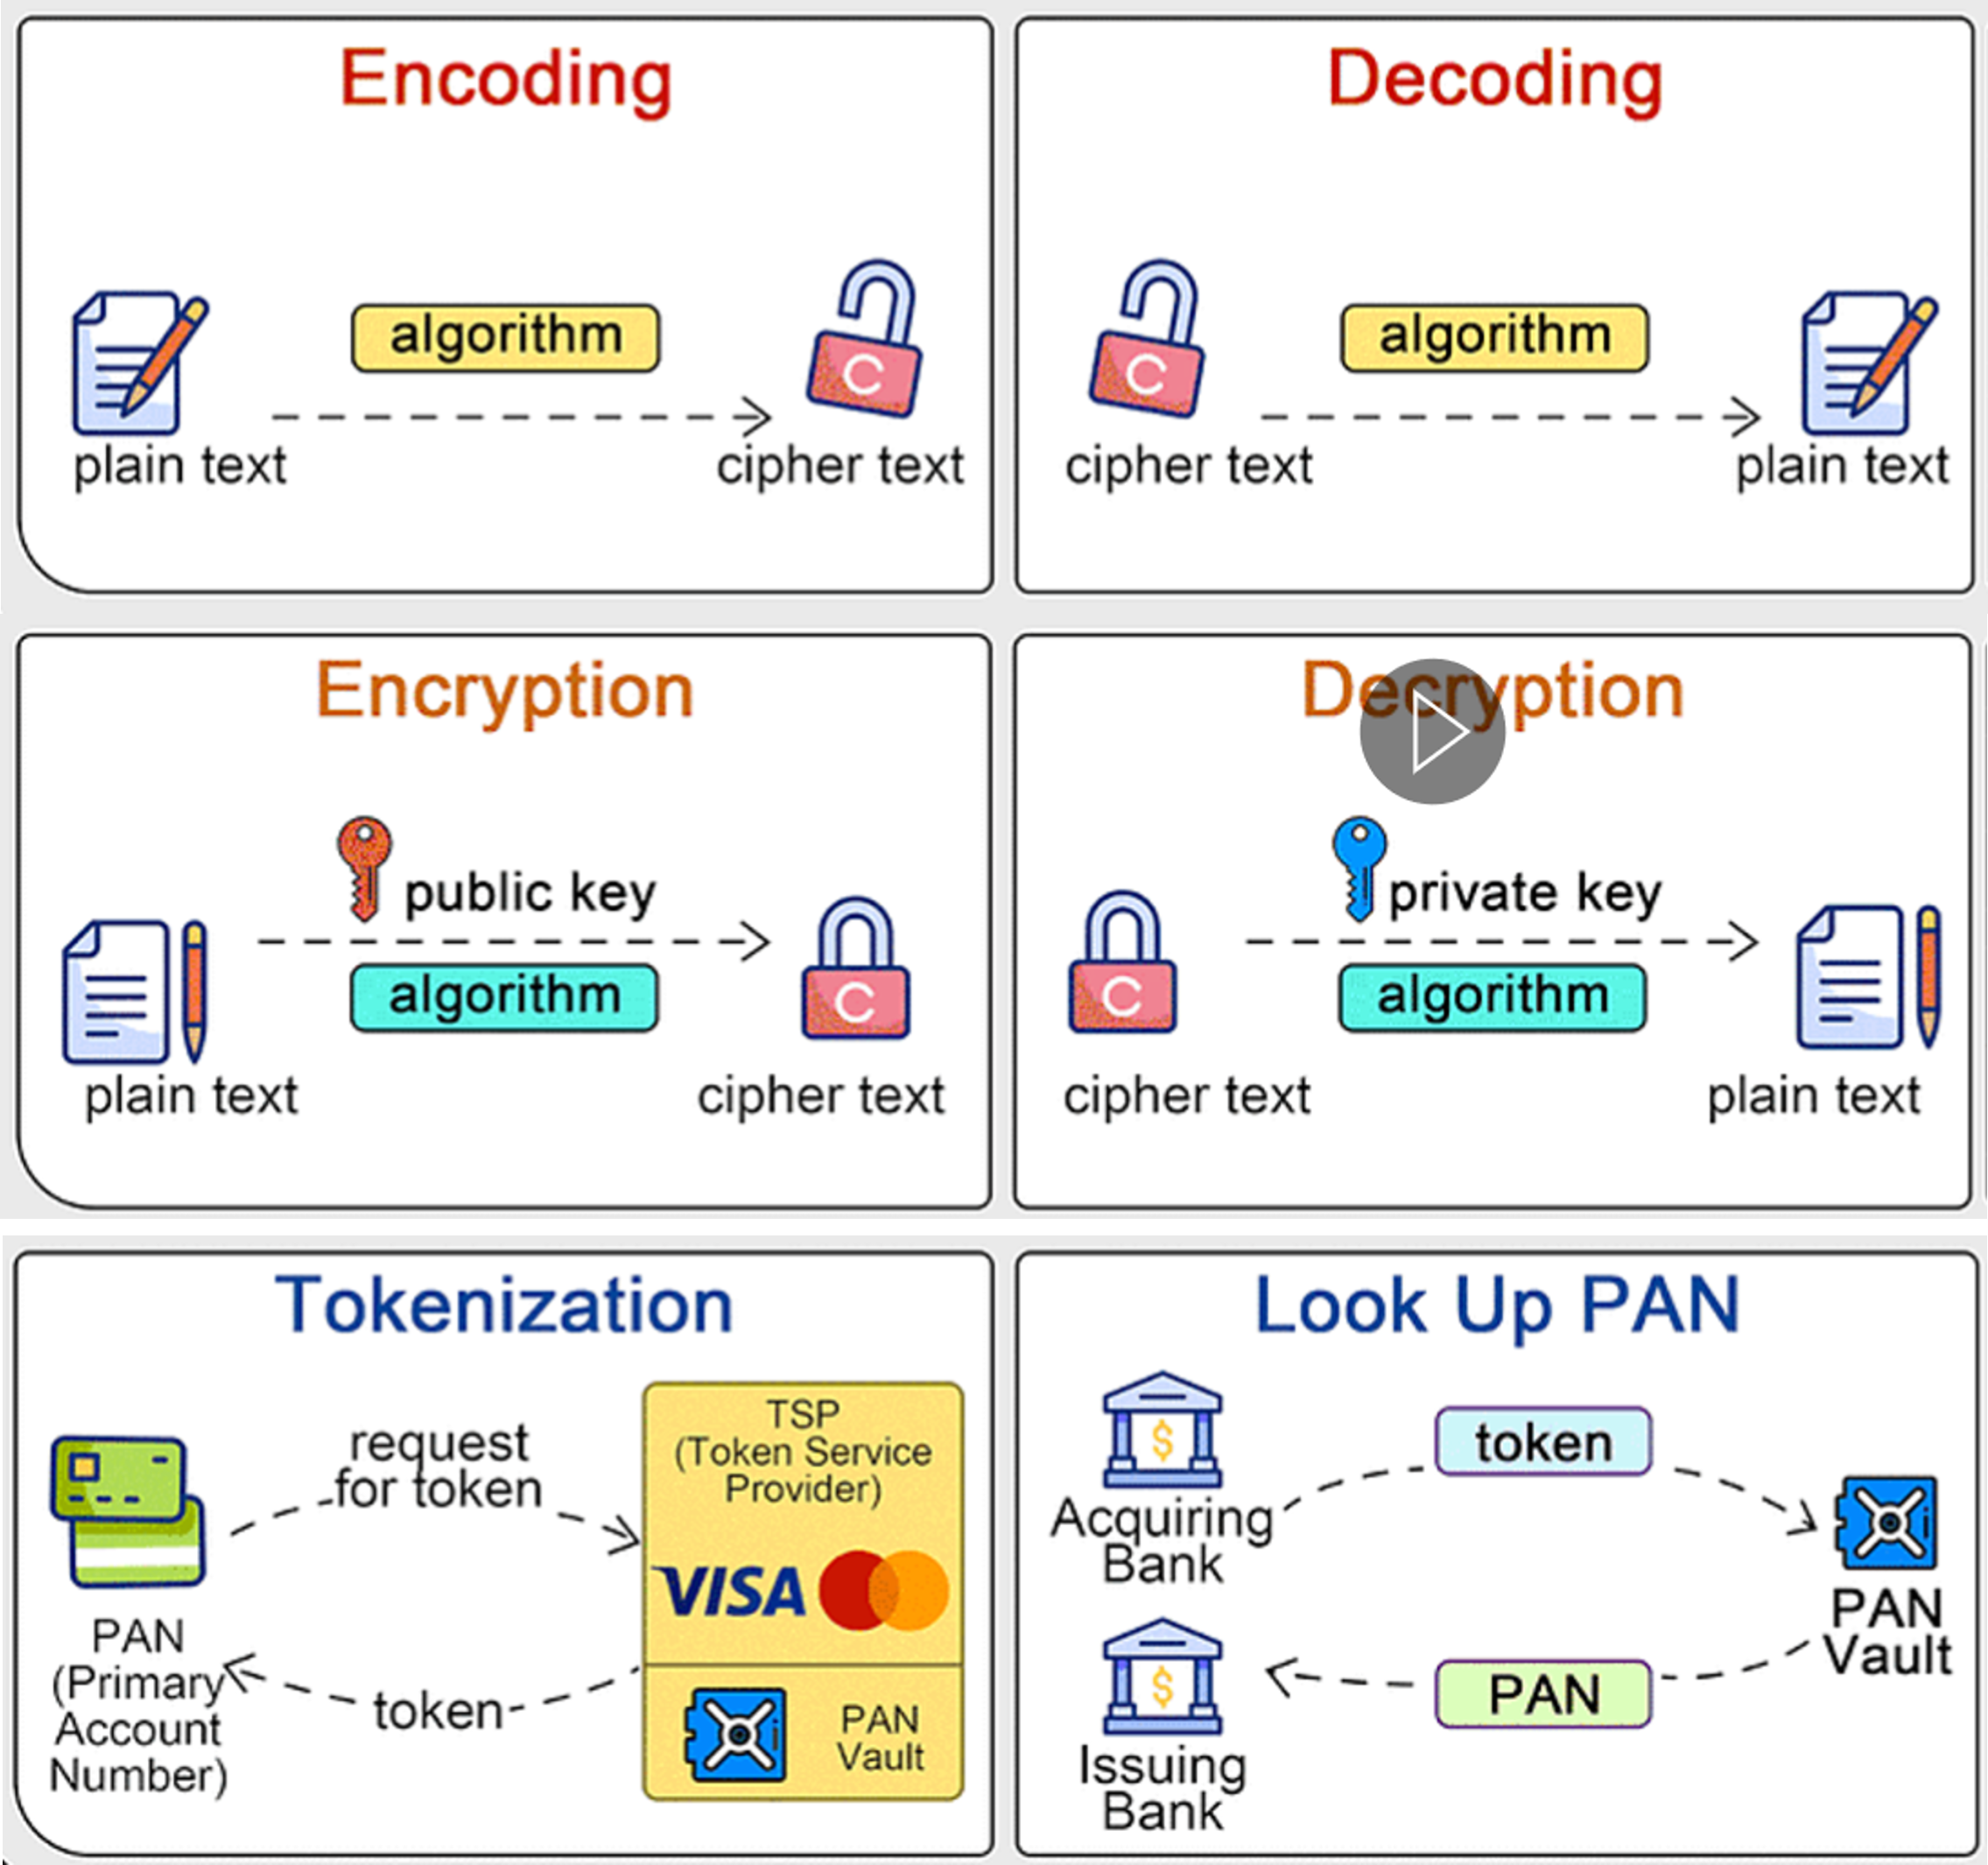 Encoding
algorithm
plain text
C
cipher text
Decoding
C
cipher text
algorithm
plain text
Encryption
public key
algorithm
plain text
C
cipher text
Decryption
private key
algorithm
C
cipher text
plain text
Tokenization
request
for token
PAN
(Primary
Account
Number)
token
TSP
(Token Service
Provider)
VISA
PAN
Vault
Look Up PAN
$
Acquiring
Bank
token
PAN
Vault
$
Issuing
Bank
PAN